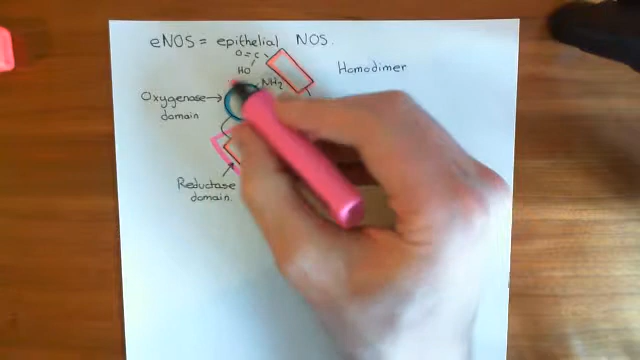 eNOS = epithelial NOS.
O=C
HO
NH2
Homodimer
Oxygenase
domain
Reductase
domain.